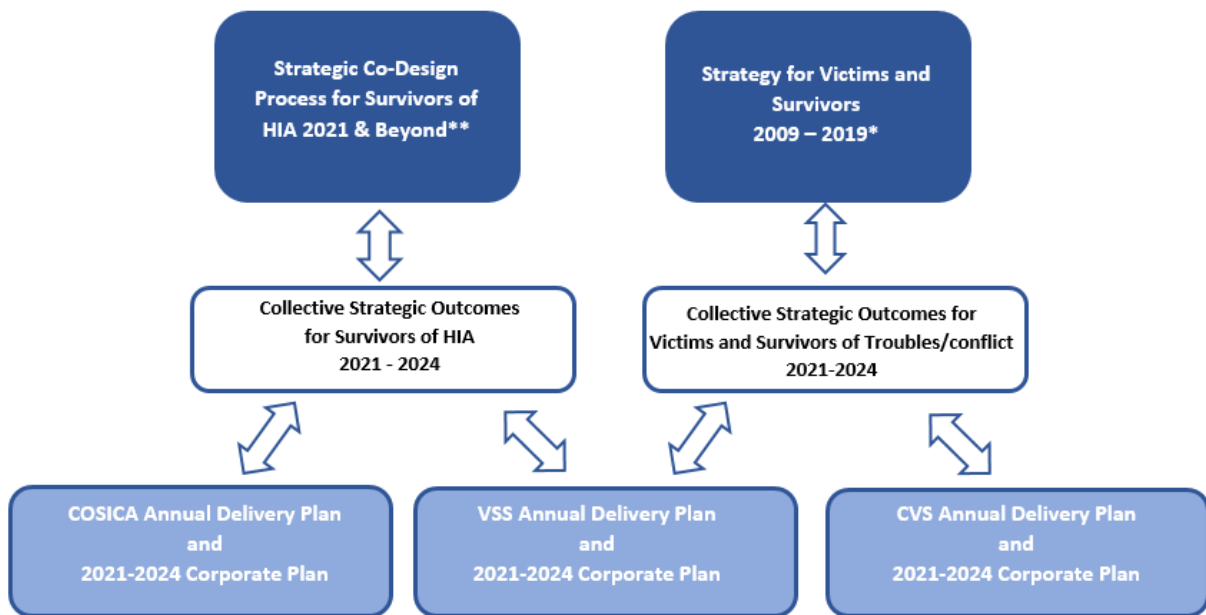 Strategic Co-Design
Process for Survivors of
HIA 2021 & Beyond**
Strategy for Victims and
Survivors
2009 – 2019*
Collective Strategic Outcomes
for Survivors of HIA
2021 - 2024
Collective Strategic Outcomes for
Victims and Survivors of Troubles/conflict
2021-2024
COSICA Annual Delivery Plan
and
2021-2024 Corporate Plan
VSS Annual Delivery Plan
and
2021-2024 Corporate Plan
CVS Annual Delivery Plan
and
2021-2024 Corporate Plan